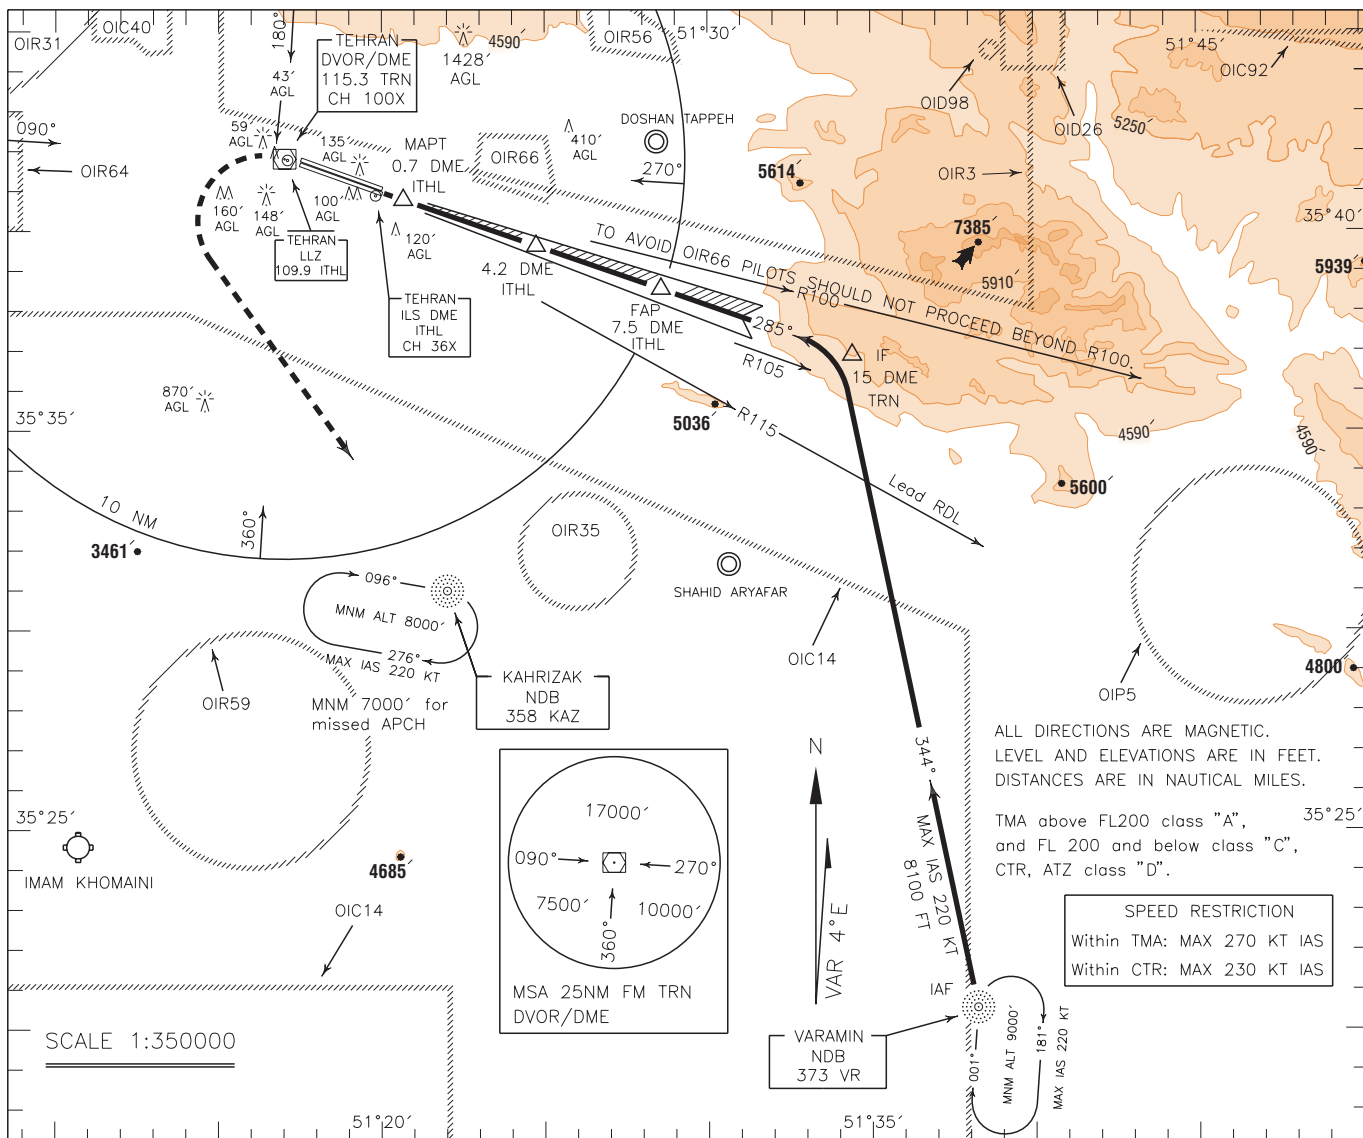 OIR31
OIC40
180°
TEHRAN
DVOR/DME
115.3 TRN
CH 100X
4590′
1428′
AGL
OIR56
51°30′
51°45′
OIC92
OID98
OID26
5250′
43′
AGL
59′
AGL
090°
OIR64
135′
AGL
MAPT
0.7 DME
ITHL
OIR66
410′
AGL
DOSHAN TAPPEH
270°
5614′
OIR3
35°40′
7385′
5939′
5910′
160′
AGL
148′
AGL
100′
AGL
120′
AGL
TEHRAN
LLZ
109.9 ITHL
TEHRAN
ILS DME
ITHL
CH 36X
4.2 DME
ITHL
FAP
7.5 DME
ITHL
TO AVOID OIR66 PILOTS SHOULD NOT PROCEED BEYOND R100.
R100
285°
R105
IF
15 DME
TRN
870′
AGL
35°35′
5036′
R115
Lead RDL
4590′
4590′
5600′
10 NM
360°
3461′
OIR35
SHAHID ARYAFAR
096°
MNM ALT 8000′
276°
MAX IAS 220 KT
OIC14
OIP5
4800′
OIR59
MNM 7000′ for
missed APCH
KAHRIZAK
NDB
358 KAZ
N
VAR 4°E
344°
MAX IAS 220 KT
8100 FT
ALL DIRECTIONS ARE MAGNETIC.
LEVEL AND ELEVATIONS ARE IN FEET.
DISTANCES ARE IN NAUTICAL MILES.
TMA above FL200 class "A",
and FL 200 and below class "C",
CTR, ATZ class "D".
35°25′
35°25′
IMAM KHOMAINI
4685′
OIC14
17000′
090°
270°
7500′
10000′
360°
MSA 25NM FM TRN
DVOR/DME
SPEED RESTRICTION
Within TMA: MAX 270 KT IAS
Within CTR: MAX 230 KT IAS
IAF
VARAMIN
NDB
373 VR
001°
MNM ALT 9000′
181°
MAX IAS 220 KT
SCALE 1:350000
51°20′
51°35′